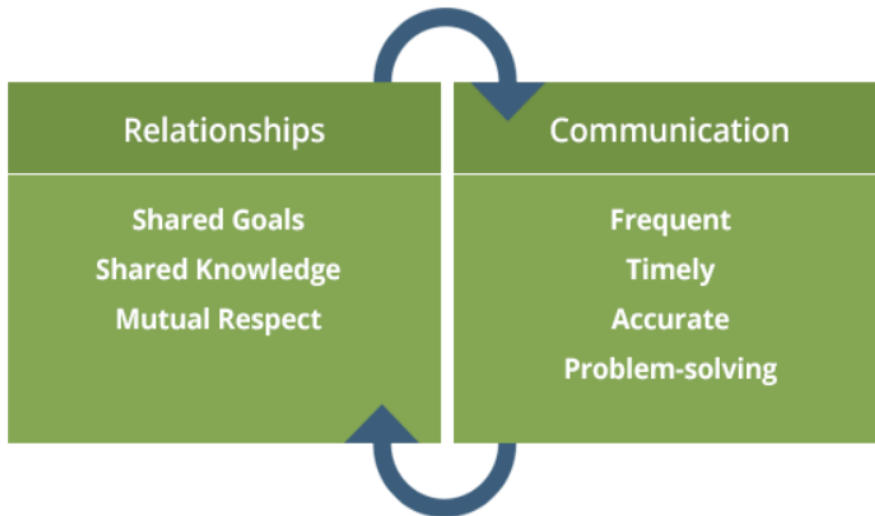 Relationships
Shared Goals
Shared Knowledge
Mutual Respect
Communication
Frequent
Timely
Accurate
Problem-solving